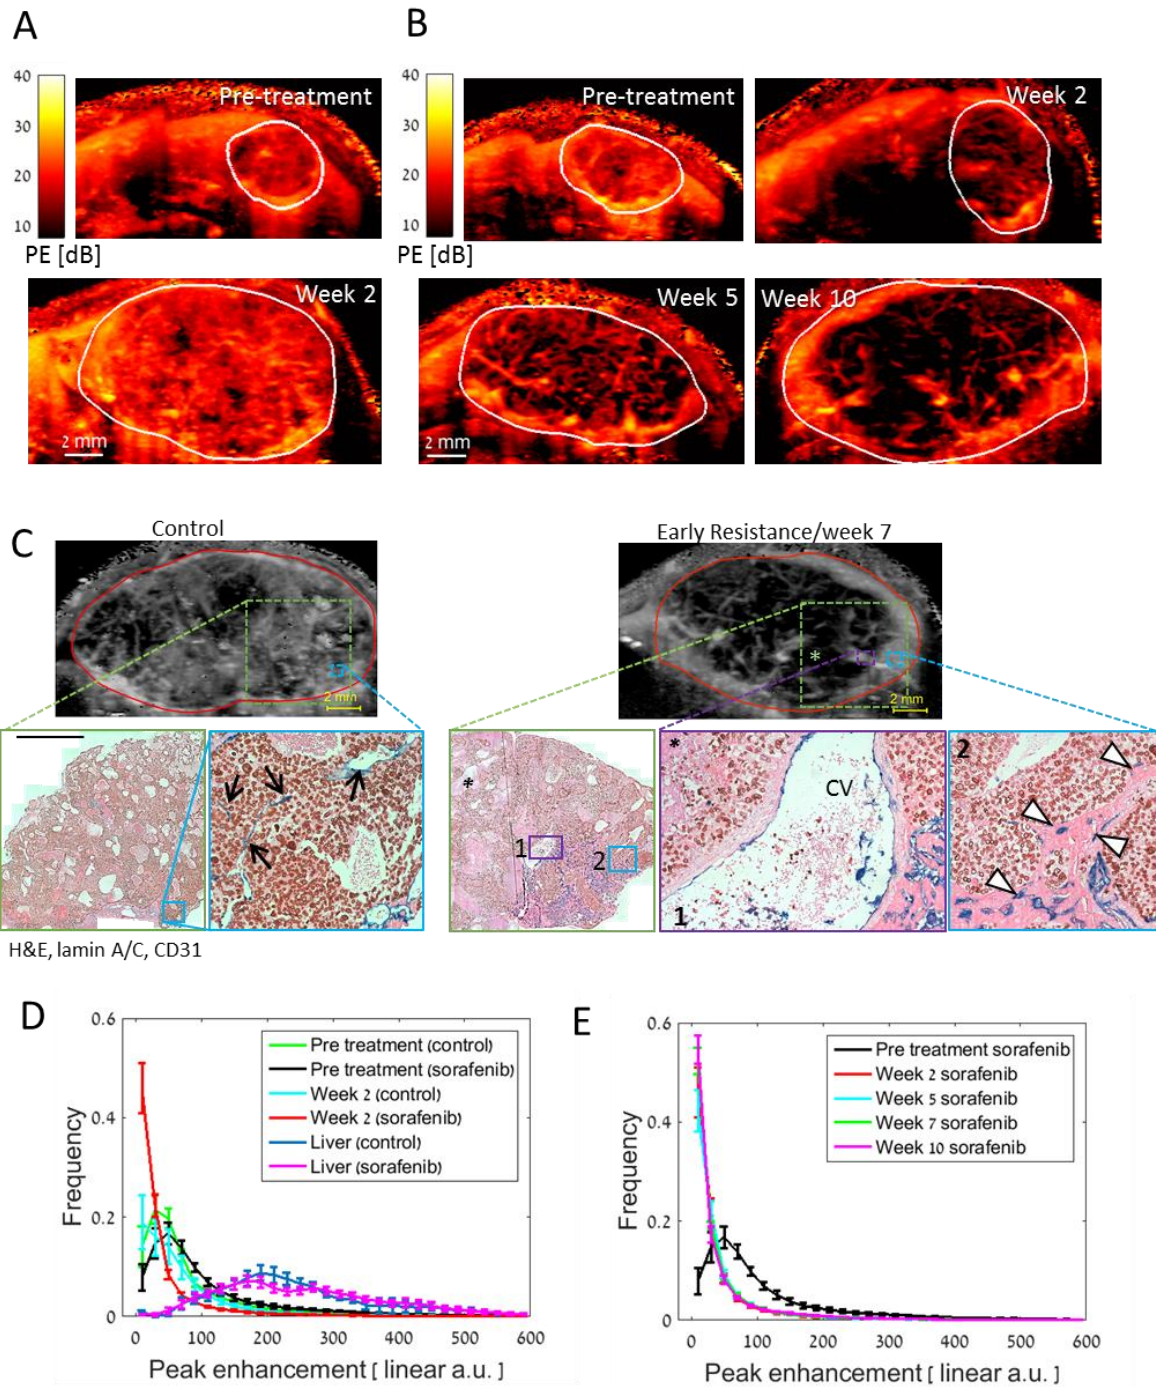 A
B
40
30
20
10
PE [dB]
Pre-treatment
40
30
20
10
PE [dB]
Pre-treatment
Week 2
Week 2
2 mm
Week 5
2 mm
Week 10
C
Control
Early Resistance/week 7
2 mm
*
2 mm
*
1
2
*
CV
1
2
H&E, lamin A/C, CD31
D
0.6
0.4
0.2
0
Frequency
Pre treatment (control)
Pre treatment (sorafenib)
Week 2 (control)
Week 2 (sorafenib)
Liver (control)
Liver (sorafenib)
0 100 200 300 400 500 600
Peak enhancement [ linear a.u. ]
E
0.6
0.4
0.2
0
Frequency
Pre treatment sorafenib
Week 2 sorafenib
Week 5 sorafenib
Week 7 sorafenib
Week 10 sorafenib
0 100 200 300 400 500 600
Peak enhancement [ linear a.u. ]